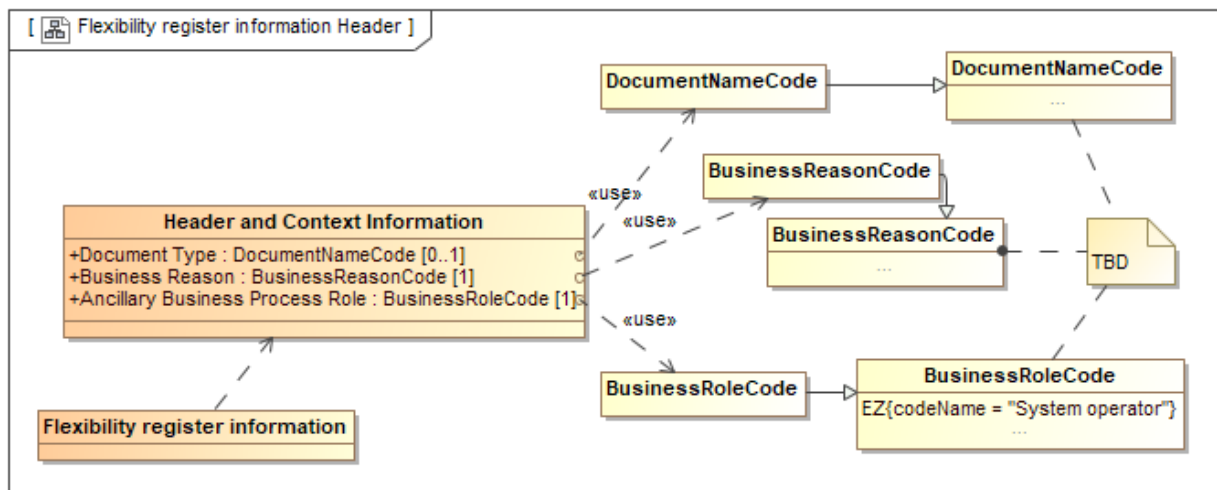 [ Flexibility register information Header ]
DocumentNameCode
DocumentNameCode
...
BusinessReasonCode
«use»
«use»
Header and Context Information
+Document Type : DocumentNameCode [0..1]
+Business Reason : BusinessReasonCode [1]
+Ancillary Business Process Role : BusinessRoleCode [1]
BusinessReasonCode
...
TBD
«use»
BusinessRoleCode
BusinessRoleCode
EZ{codeName = "System operator"}
...
Flexibility register information